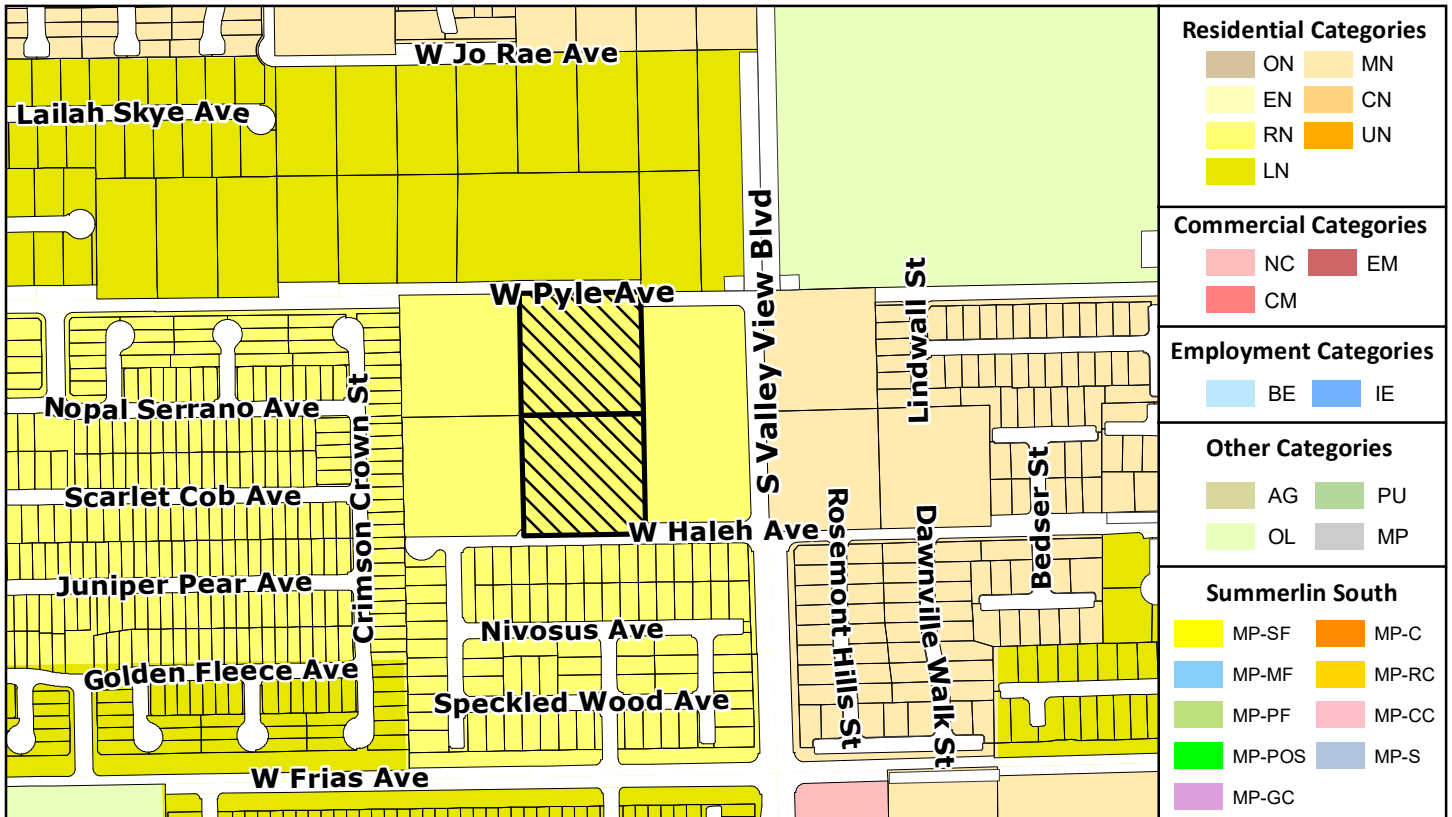 W Jo Rae Ave
Lailah Skye Ave
S Valley View Blvd
W Pyle Ave
Lindwall St
Nopal Serrano Ave
Crimson Crown St
Scarlet Cob Ave
W Haleh Ave
Bedser St
Rosemont Hills St
Dawnville Walk St
Juniper Pear Ave
Nivosus Ave
Golden Fleece Ave
Speckled Wood Ave
W Frias Ave
Residential Categories
ON MN
EN CN
RN UN
LN
Commercial Categories
NC EM
CM
Employment Categories
BE IE
Other Categories
AG PU
OL MP
Summerlin South
MP-SF MP-C
MP-MF MP-RC
MP-PF MP-CC
MP-POS MP-S
MP-GC